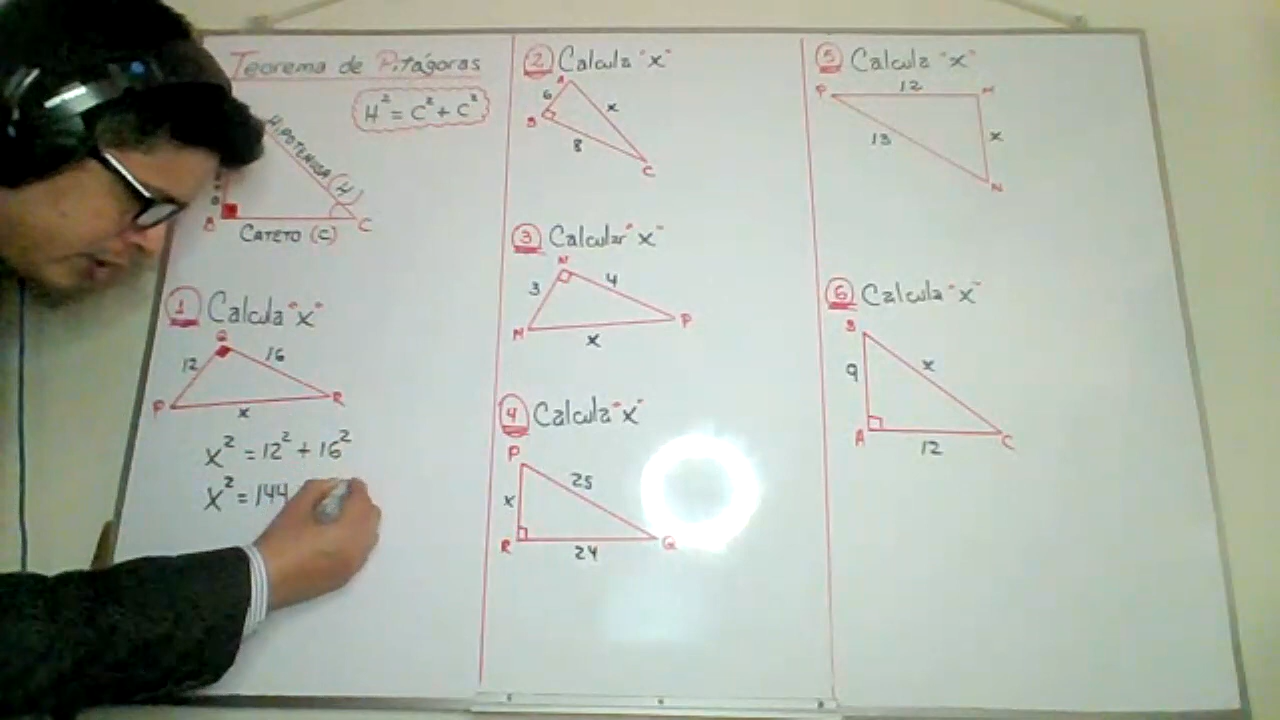 Teorema de Pitágoras
H² = C² + C²
HIPOTENUSA (H)
B
C
CATETO (C)
1 Calcula "x"
Q
12
16
P
R
x
x² = 12² + 16²
x² = 144
2 Calcula "x"
A
6
x
B
8
C
3 Calcular "x"
N
3
4
M
P
x
4 Calcula "x"
P
25
x
R
24
Q
5 Calcula "x"
P
12
M
13
x
N
6 Calcula "x"
B
9
x
A
12
C